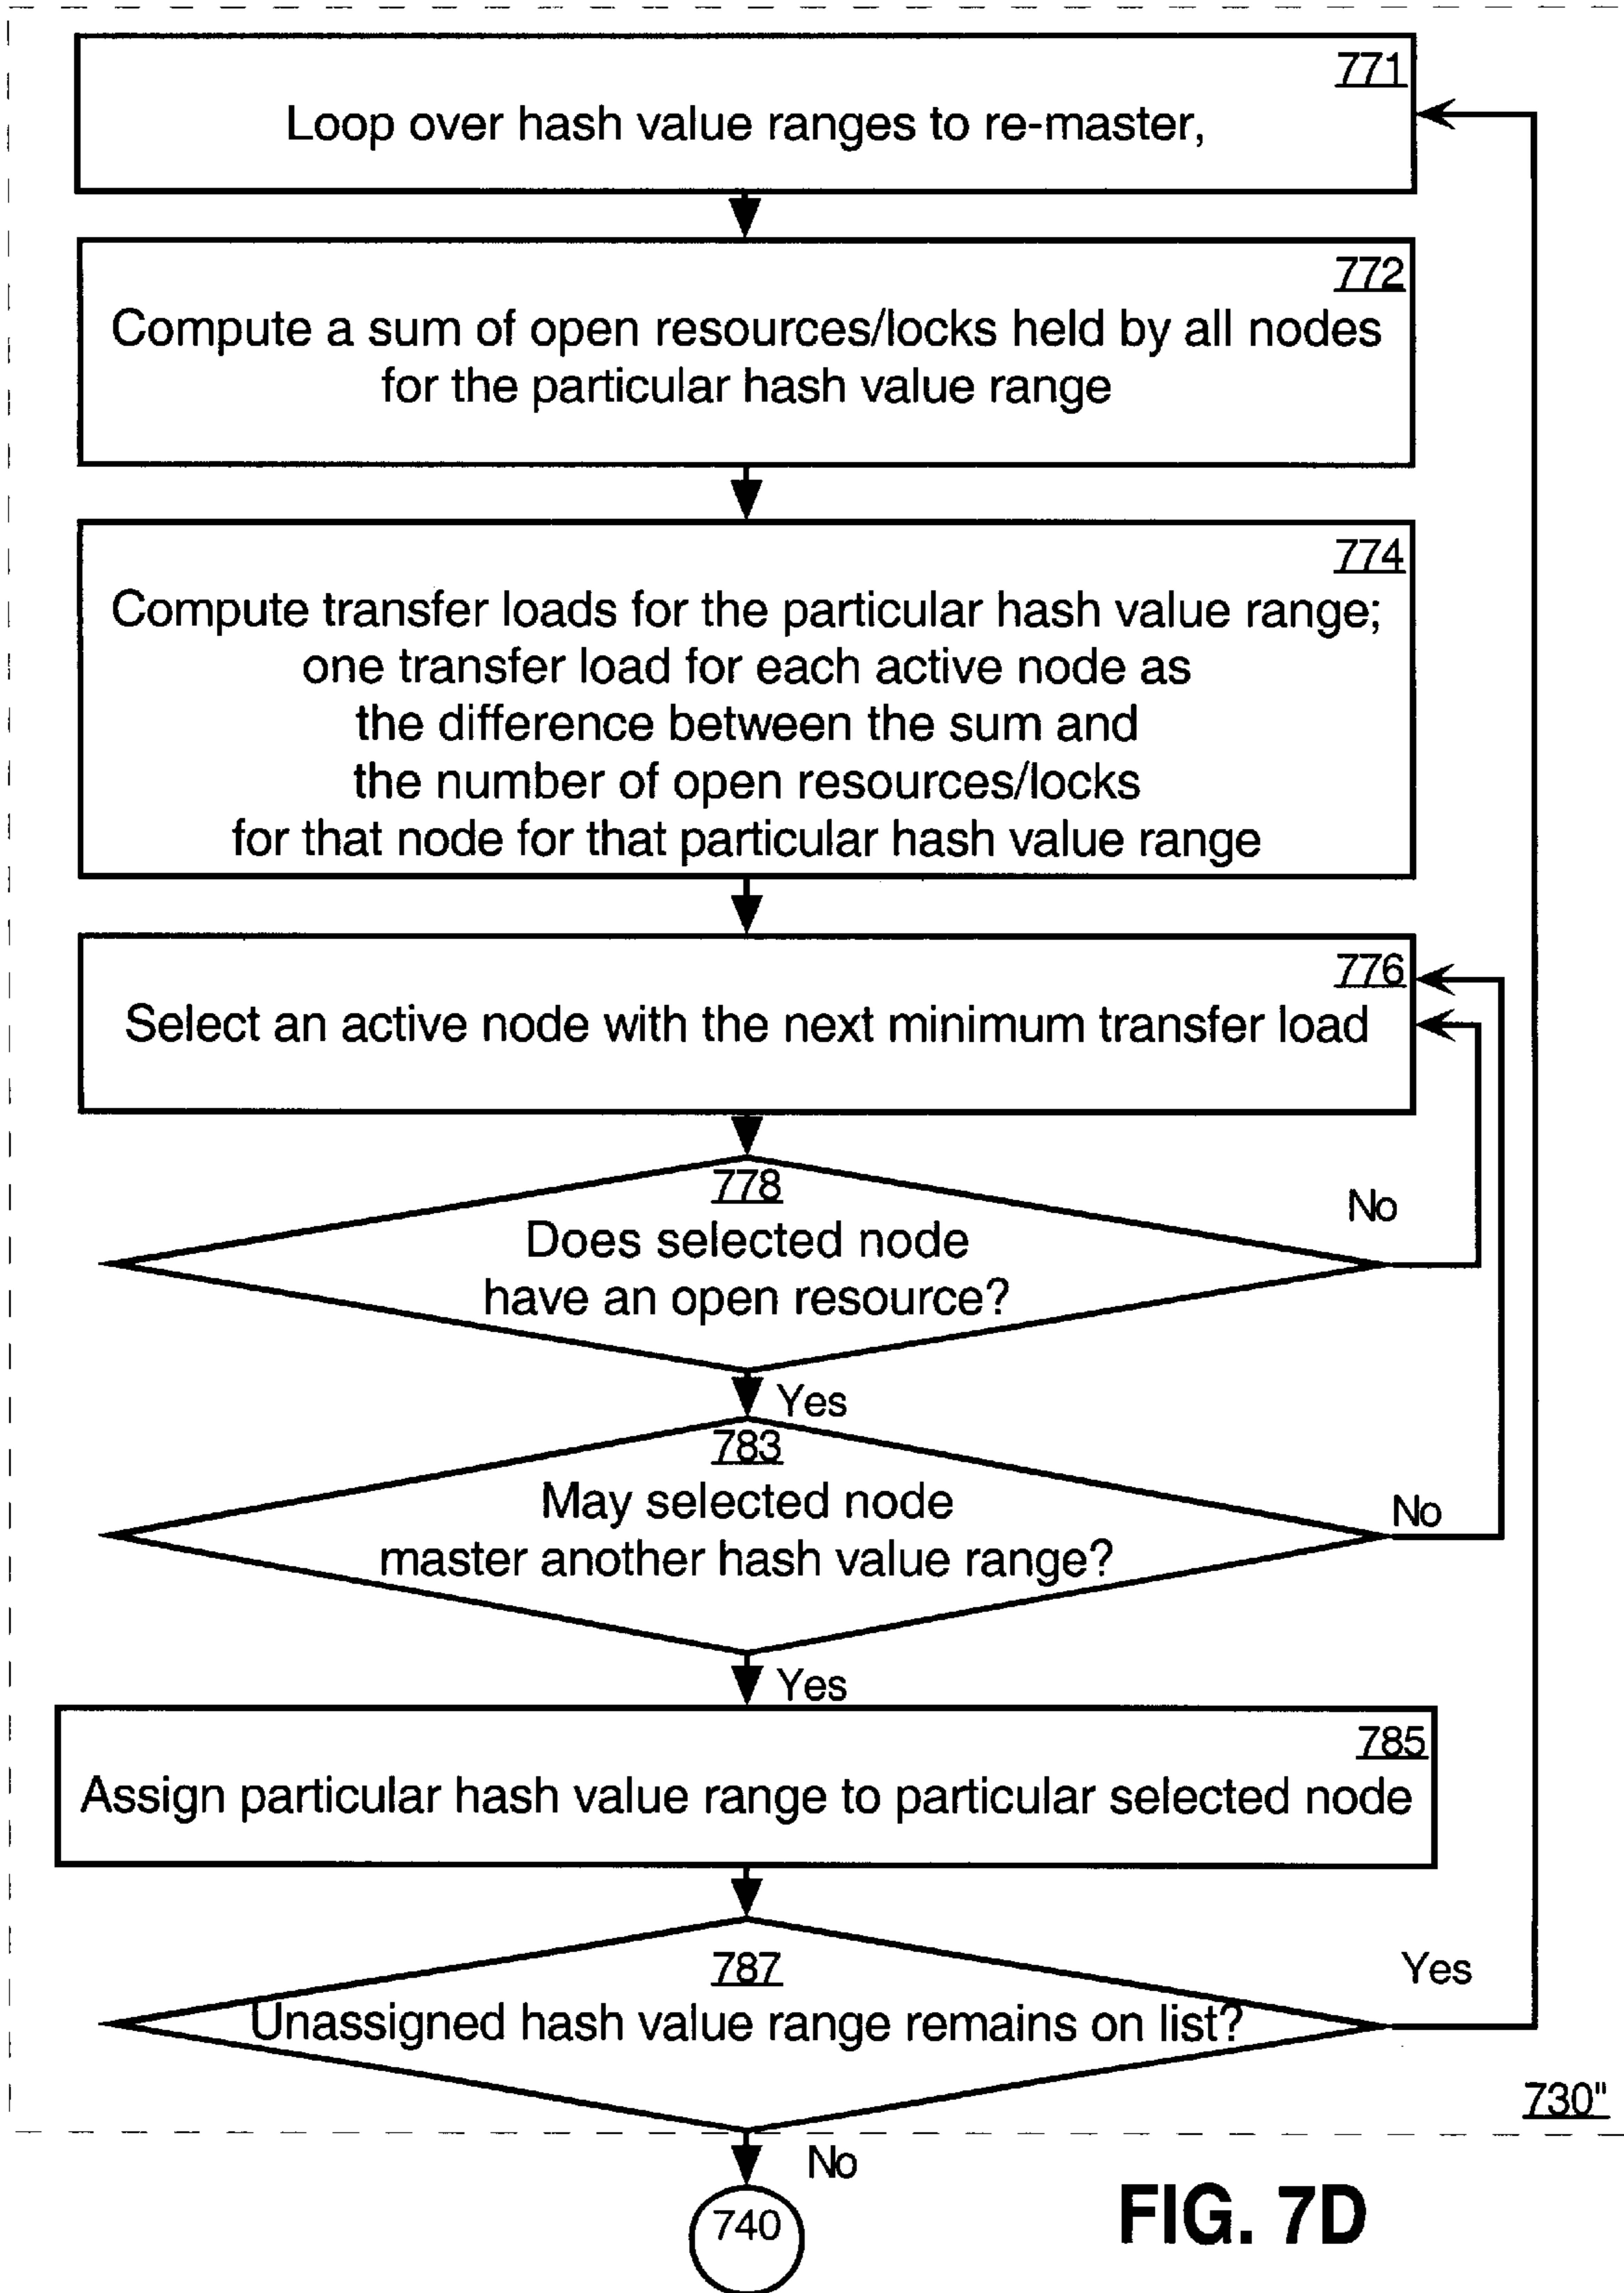 771
Loop over hash value ranges to re-master,
772
Compute a sum of open resources/locks held by all nodes
for the particular hash value range
774
Compute transfer loads for the particular hash value range;
one transfer load for each active node as
the difference between the sum and
the number of open resources/locks
for that node for that particular hash value range
776
Select an active node with the next minimum transfer load
778
Does selected node
have an open resource?
No
Yes
783
May selected node
master another hash value range?
No
Yes
785
Assign particular hash value range to particular selected node
787
Unassigned hash value range remains on list?
Yes
730"
No
740
FIG. 7D